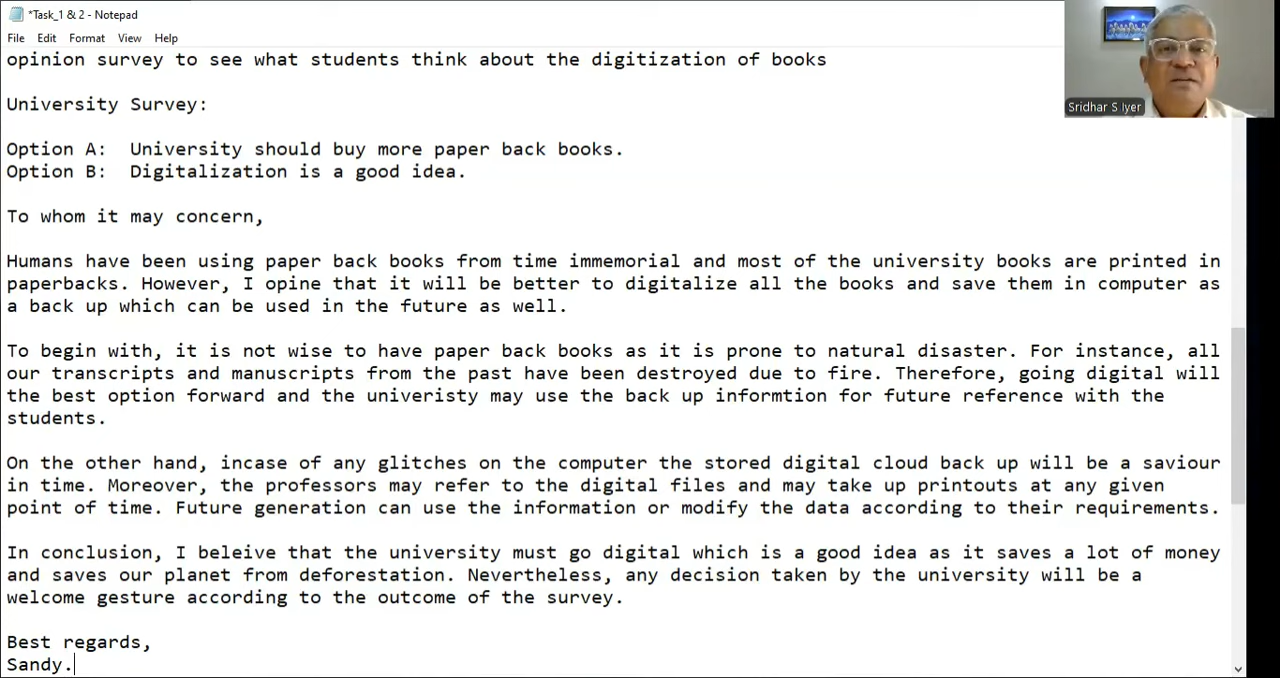 *Task_1 & 2 - Notepad
File Edit Format View Help
opinion survey to see what students think about the digitization of books
University Survey:
Option A: University should buy more paper back books.
Option B: Digitalization is a good idea.
To whom it may concern,
Humans have been using paper back books from time immemorial and most of the university books are printed in
paperbacks. However, I opine that it will be better to digitalize all the books and save them in computer as
a back up which can be used in the future as well.
To begin with, it is not wise to have paper back books as it is prone to natural disaster. For instance, all
our transcripts and manuscripts from the past have been destroyed due to fire. Therefore, going digital will
the best option forward and the univeristy may use the back up informtion for future reference with the
students.
On the other hand, incase of any glitches on the computer the stored digital cloud back up will be a saviour
in time. Moreover, the professors may refer to the digital files and may take up printouts at any given
point of time. Future generation can use the information or modify the data according to their requirements.
In conclusion, I beleive that the university must go digital which is a good idea as it saves a lot of money
and saves our planet from deforestation. Nevertheless, any decision taken by the university will be a
welcome gesture according to the outcome of the survey.
Best regards,
Sandy.
Sridhar S Iyer